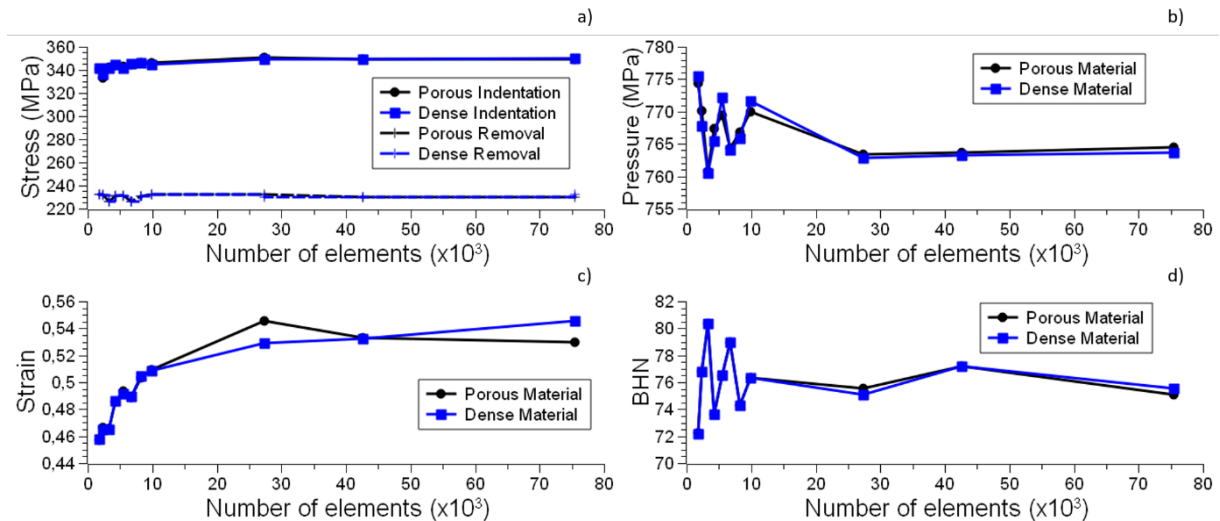 a)
Stress (MPa)
360
340
320
300
280
260
240
220
0 10 20 30 40 50 60 70 80
Number of elements (x10³)
Porous Indentation
Dense Indentation
Porous Removal
Dense Removal
b)
Pressure (MPa)
780
775
770
765
760
755
0 10 20 30 40 50 60 70 80
Number of elements (x10³)
Porous Material
Dense Material
c)
Strain
0,56
0,54
0,52
0,5
0,48
0,46
0,44
0 10 20 30 40 50 60 70 80
Number of elements (x10³)
Porous Material
Dense Material
d)
BHN
82
80
78
76
74
72
70
0 10 20 30 40 50 60 70 80
Number of elements (x10³)
Porous Material
Dense Material